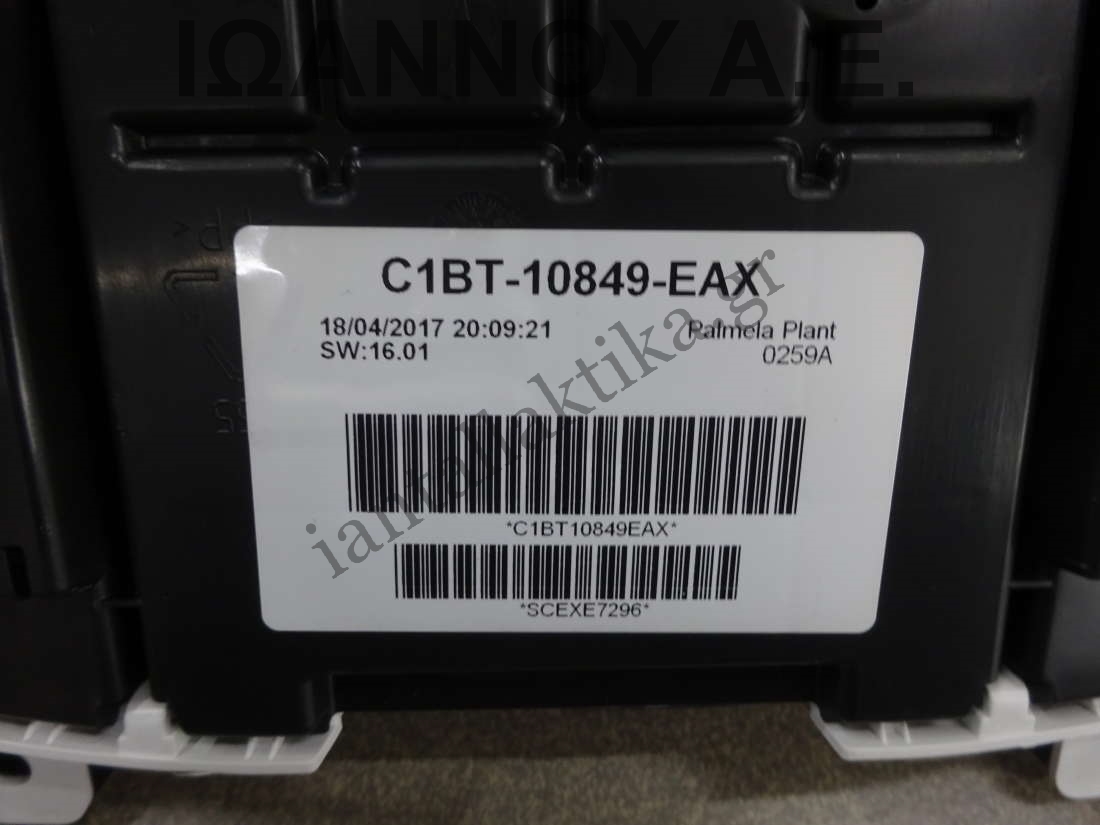 ΙΩΑΝΝΟΥ Α.Ε.
C1BT-10849-EAX
18/04/2017 20:09:21
Palmela Plant
SW:16.01
0259A
iantallaktika.gr
*C1BT10849EAX*
*SCEXE7296*